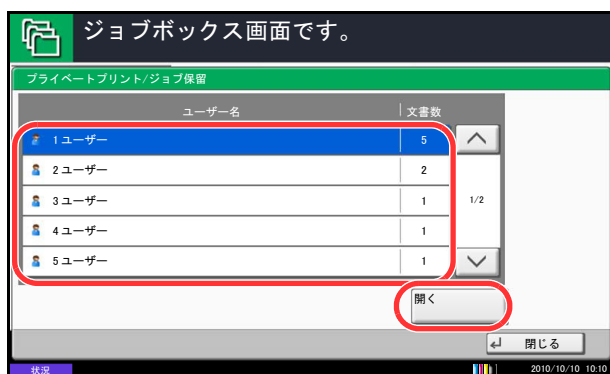 ジョブボックス画面です。
プライベートプリント/ジョブ保留
ユーザー名 文書数
1 ユーザー 5
2 ユーザー 2
3 ユーザー 1 1/2
4 ユーザー 1
5 ユーザー 1
開く
閉じる
状況 2010/10/10 10:10